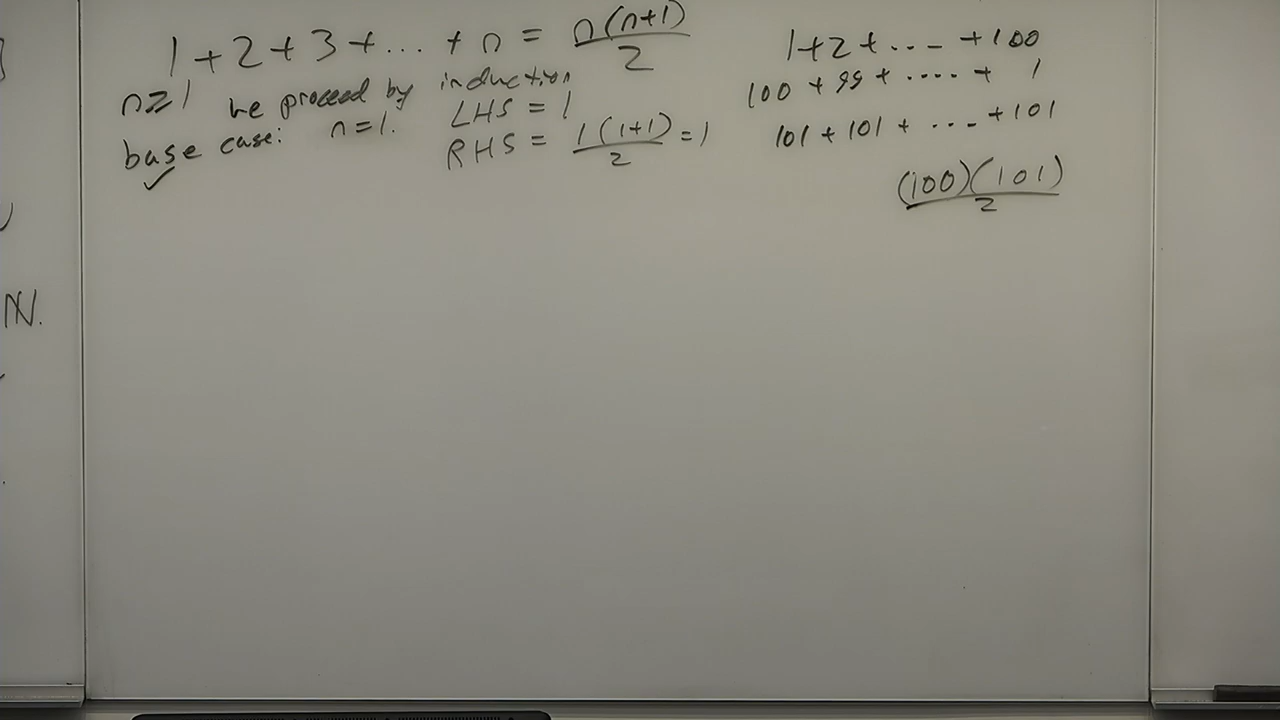 1 + 2 + 3 + ... + n = n(n+1)/2
n ≥ 1 we proceed by induction
base case: n = 1. LHS = 1
RHS = 1(1+1)/2 = 1
✓
1 + 2 + ... + 100
100 + 99 + .... + 1
101 + 101 + ... + 101
(100)(101)/2
N.